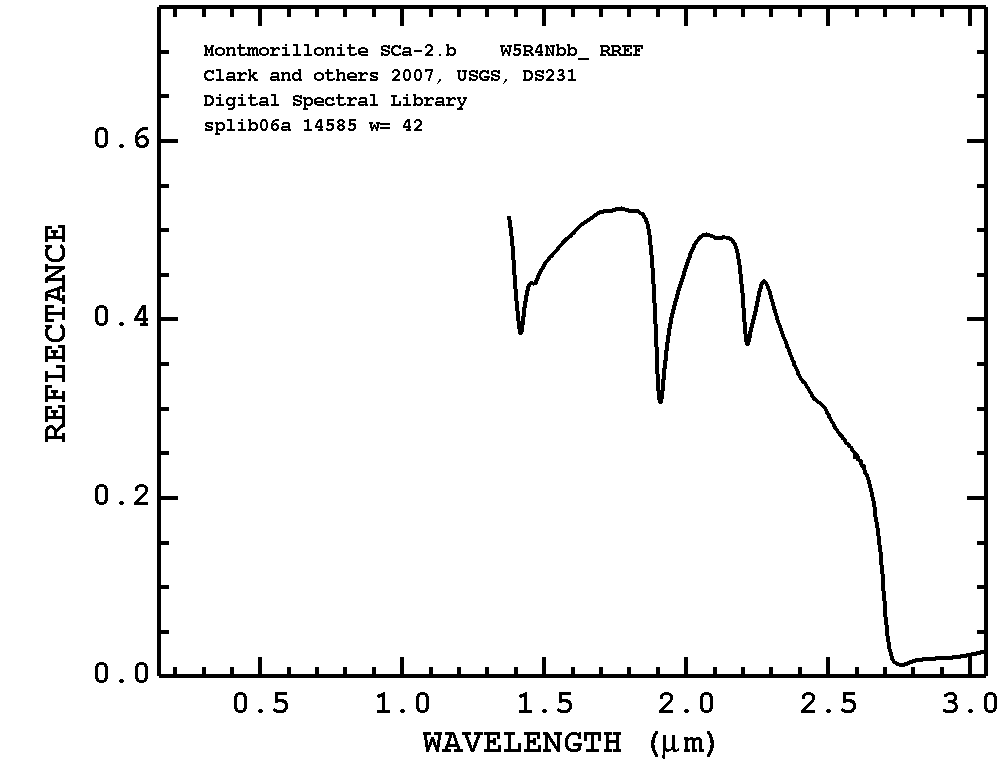 Montmorillonite SCa-2.b W5R4Nbb_ RREF
Clark and others 2007, USGS, DS231
Digital Spectral Library
splib06a 14585 w= 42
0.6
0.4
0.2
0.0
REFLECTANCE
0.5 1.0 1.5 2.0 2.5 3.0
WAVELENGTH (μm)